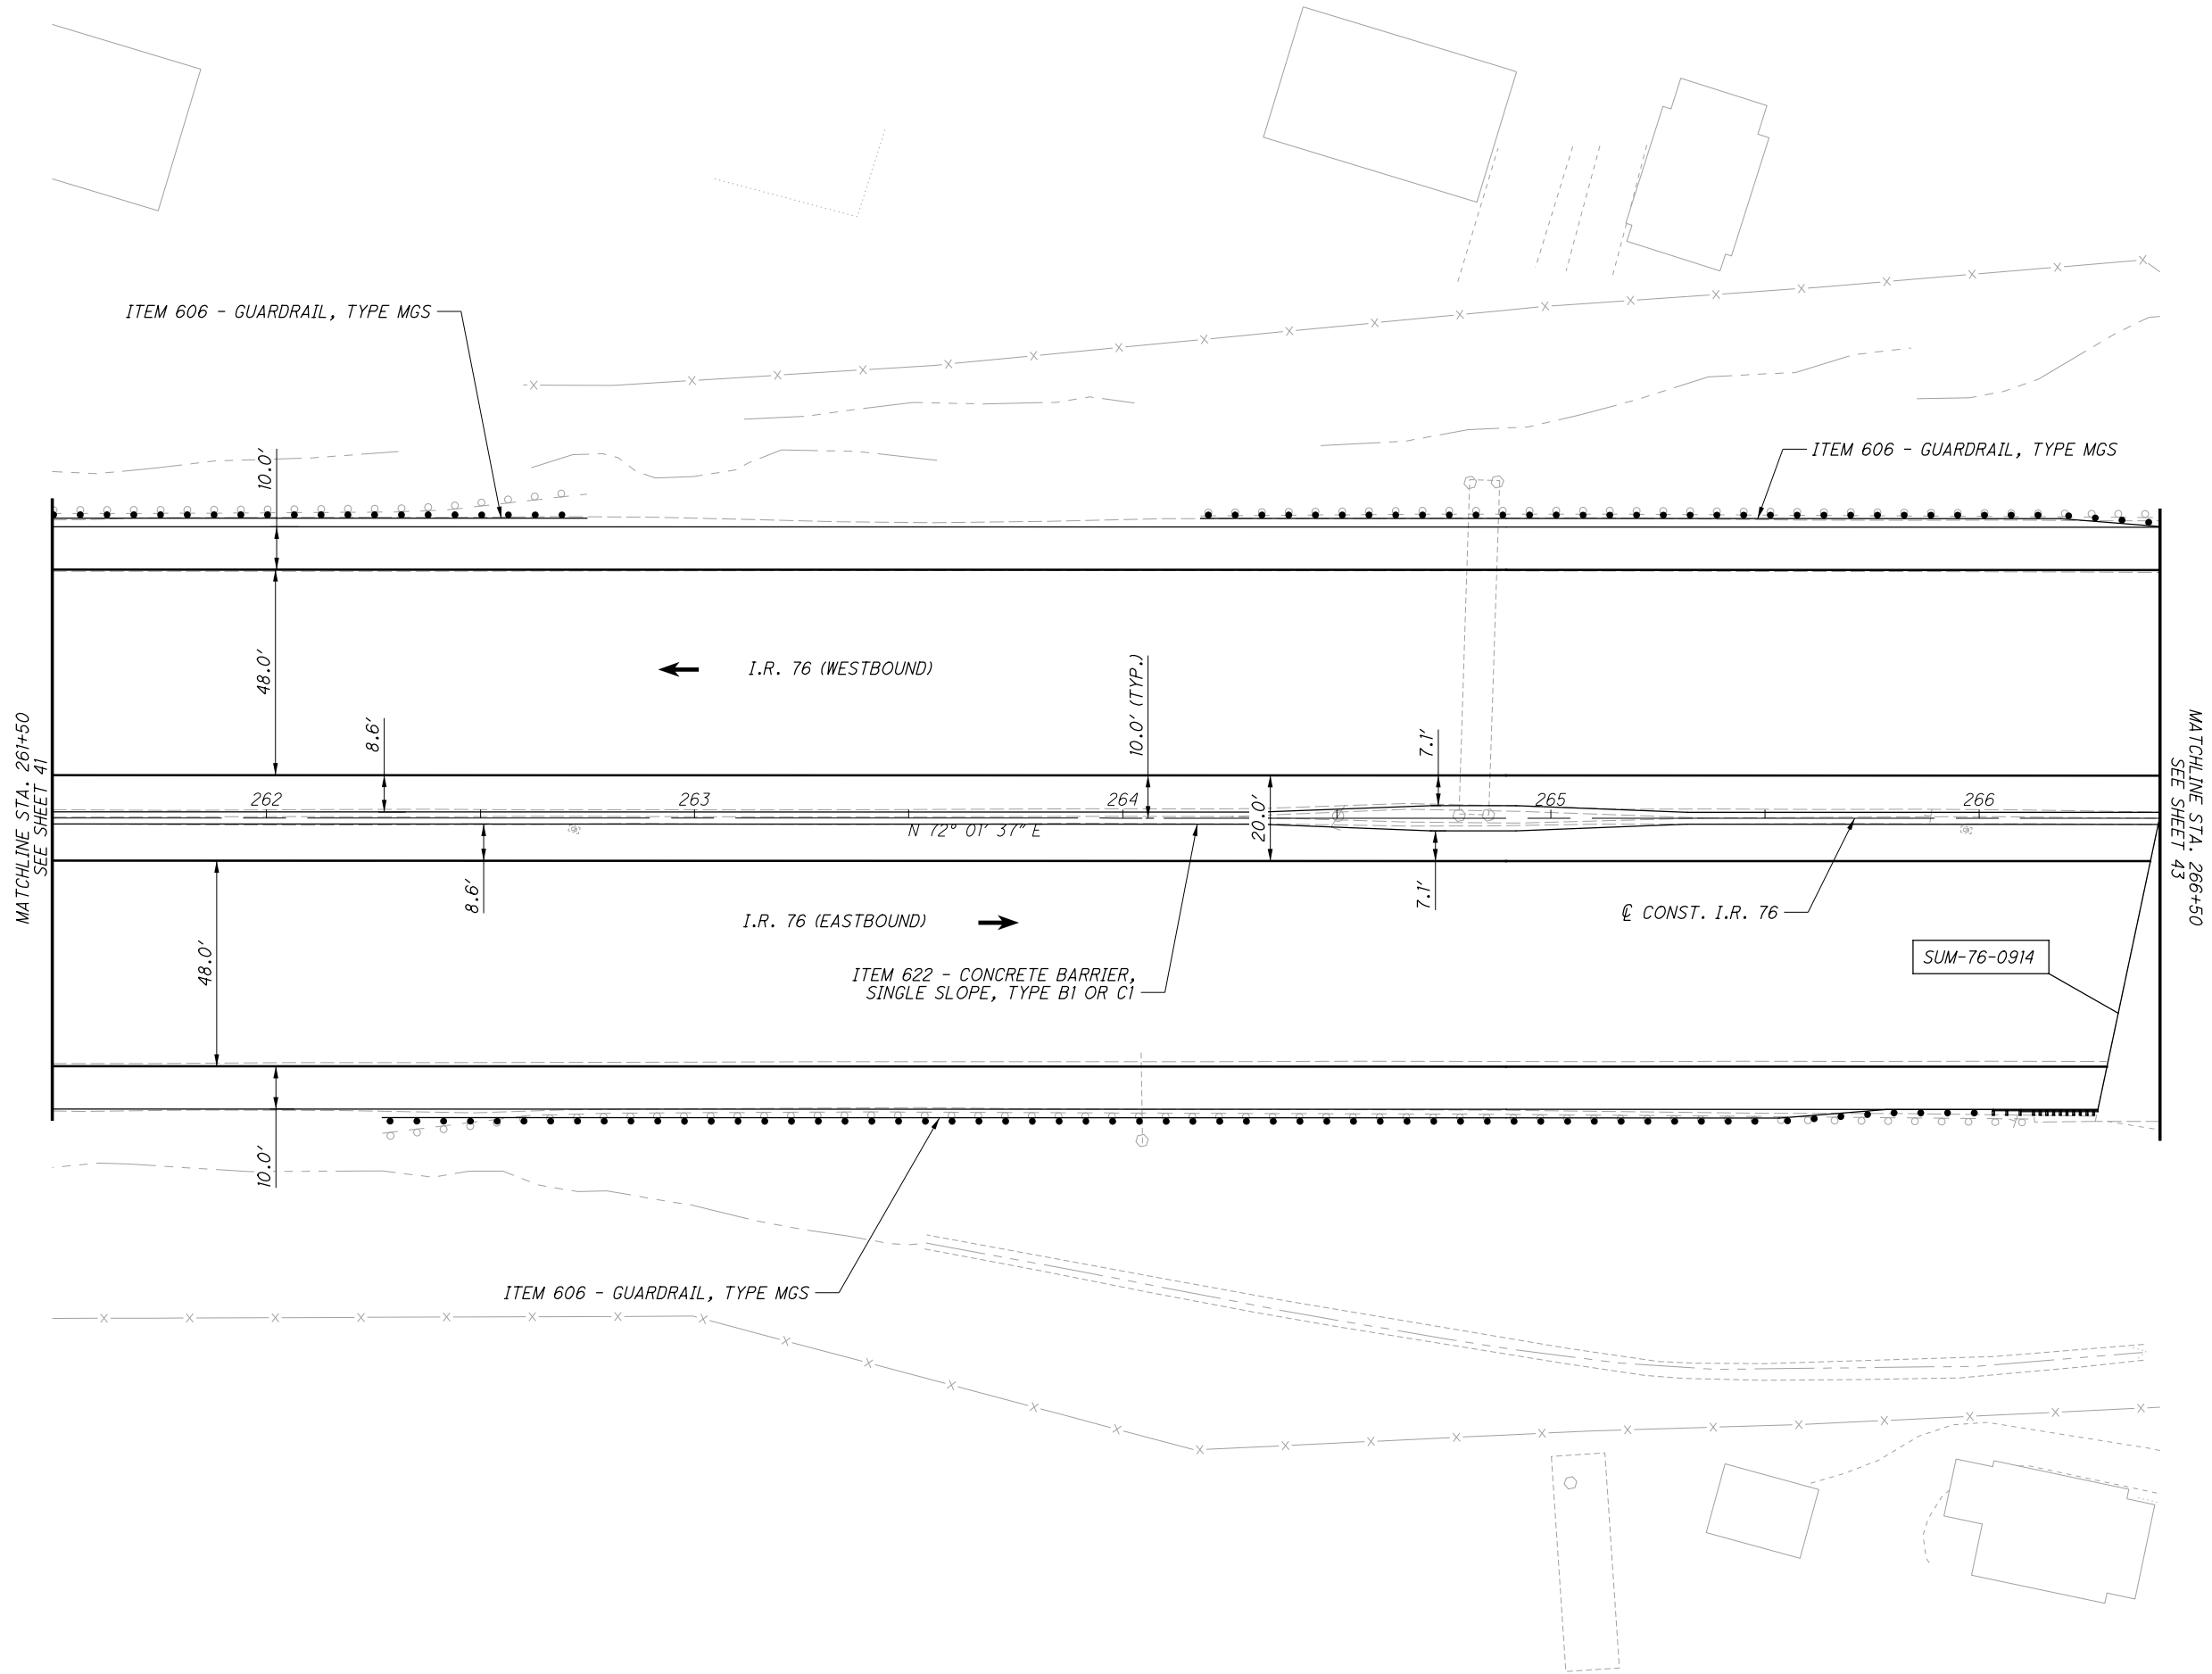 ITEM 606 - GUARDRAIL, TYPE MGS
ITEM 606 - GUARDRAIL, TYPE MGS
10.0'
48.0'
I.R. 76 (WESTBOUND)
10.0' (TYP.)
8.6'
7.1'
MATCHLINE STA. 261+50
SEE SHEET 41
MATCHLINE STA. 266+50
SEE SHEET 43
262
263
264
265
266
20.0'
N 72° 01' 37" E
8.6'
7.1'
℄ CONST. I.R. 76
I.R. 76 (EASTBOUND)
48.0'
SUM-76-0914
ITEM 622 - CONCRETE BARRIER,
SINGLE SLOPE, TYPE B1 OR C1
10.0'
ITEM 606 - GUARDRAIL, TYPE MGS